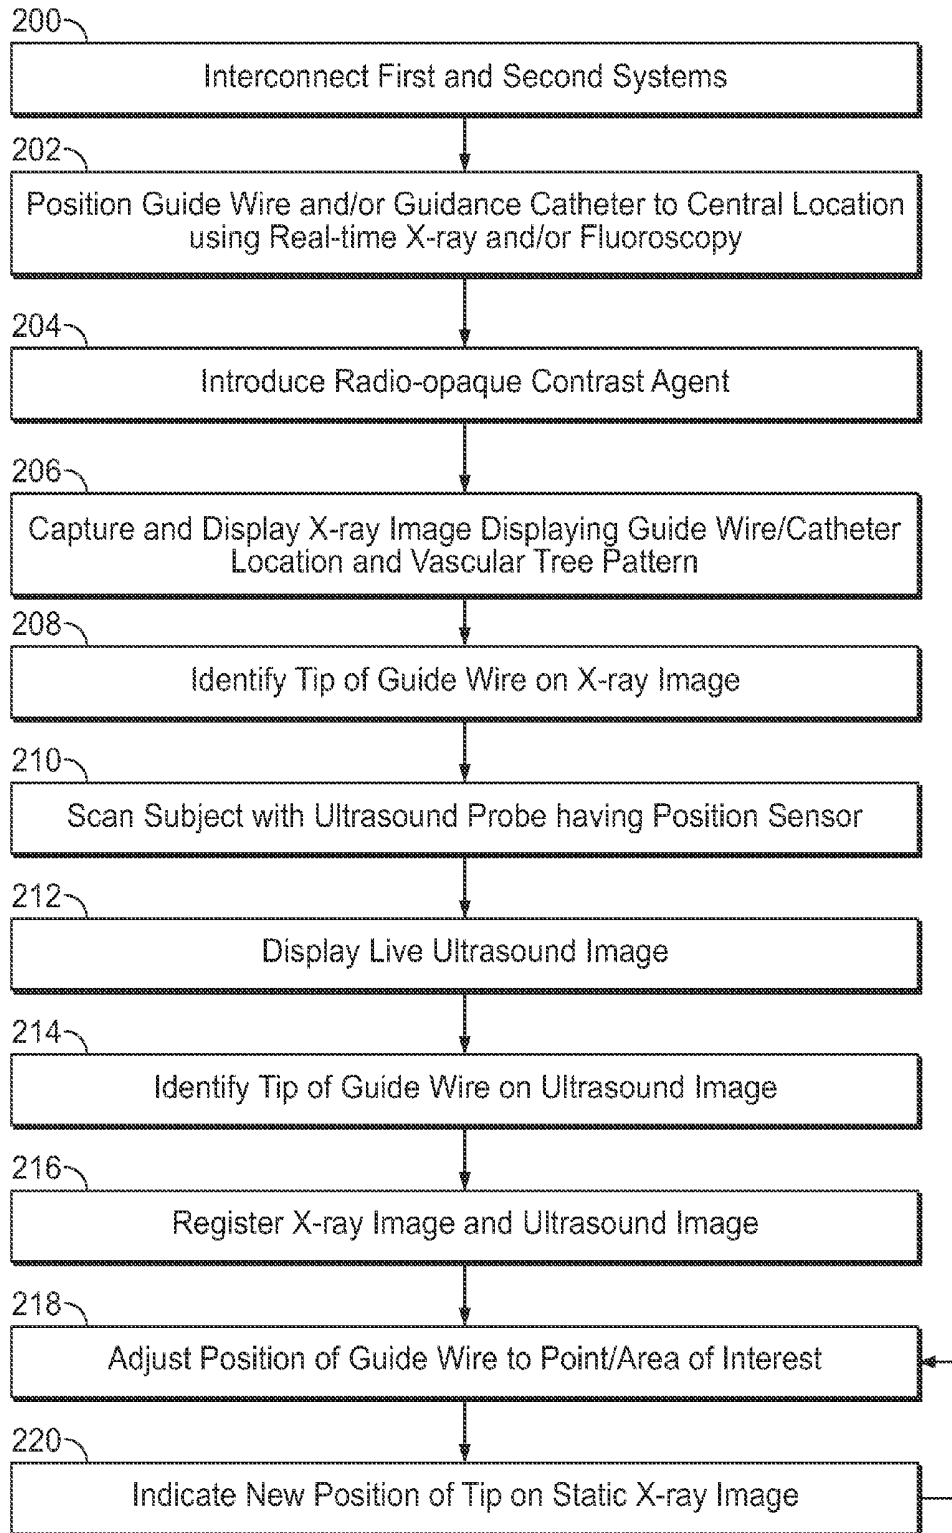 200
Interconnect First and Second Systems
202
Position Guide Wire and/or Guidance Catheter to Central Location
using Real-time X-ray and/or Fluoroscopy
204
Introduce Radio-opaque Contrast Agent
206
Capture and Display X-ray Image Displaying Guide Wire/Catheter
Location and Vascular Tree Pattern
208
Identify Tip of Guide Wire on X-ray Image
210
Scan Subject with Ultrasound Probe having Position Sensor
212
Display Live Ultrasound Image
214
Identify Tip of Guide Wire on Ultrasound Image
216
Register X-ray Image and Ultrasound Image
218
Adjust Position of Guide Wire to Point/Area of Interest
220
Indicate New Position of Tip on Static X-ray Image